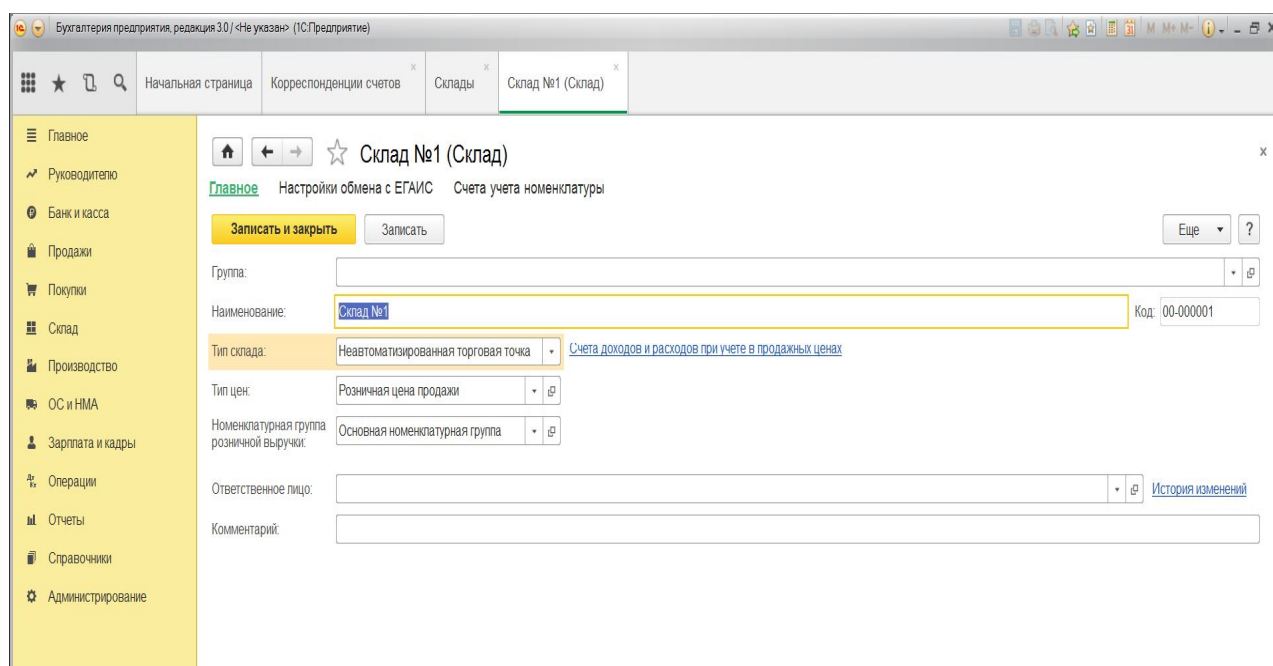 Бухгалтерия предприятия, редакция 3.0 / <Не указан> (1С:Предприятие)
M M+ M-
Начальная страница
Корреспонденции счетов
Склады
Склад №1 (Склад)
Главное
Руководителю
Банк и касса
Продажи
Покупки
Склад
Производство
ОС и НМА
Зарплата и кадры
Операции
Отчеты
Справочники
Администрирование
Склад №1 (Склад)
Главное Настройки обмена с ЕГАИС Счета учета номенклатуры
Записать и закрыть Записать Еще ?
Группа:
Наименование: Склад №1 Код: 00-000001
Тип склада: Неавтоматизированная торговая точка Счета доходов и расходов при учете в продажных ценах
Тип цен: Розничная цена продажи
Номенклатурная группа
розничной выручки: Основная номенклатурная группа
Ответственное лицо: История изменений
Комментарий: